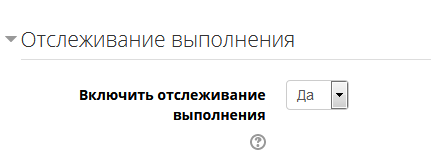 Отслеживание выполнения
Включить отслеживание Да
выполнения